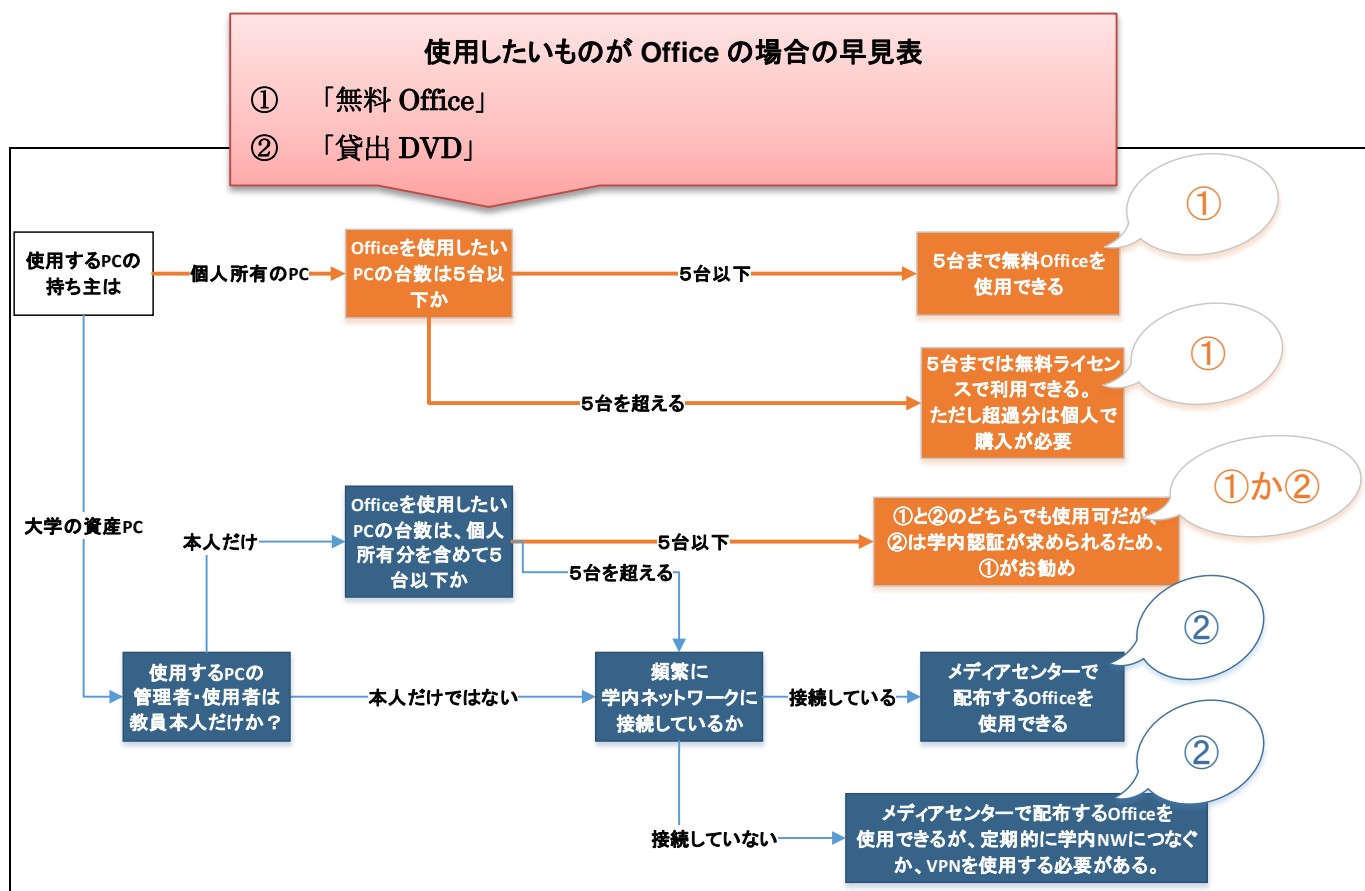 使用したいものが Office の場合の早見表
① 「無料 Office」
② 「貸出 DVD」
使用するPCの
持ち主は
個人所有のPC
Officeを使用したい
PCの台数は５台以
下か
５台以下
５台まで無料Officeを
使用できる
①
５台を超える
５台までは無料ライセン
スで利用できる。
ただし超過分は個人で
購入が必要
①
大学の資産PC
本人だけ
Officeを使用したい
PCの台数は、個人
所有分を含めて５
台以下か
５台以下
①と②のどちらでも使用可だが、
②は学内認証が求められるため、
①がお勧め
①か②
５台を超える
使用するPCの
管理者・使用者は
教員本人だけか？
本人だけではない
頻繁に
学内ネットワークに
接続しているか
接続している
メディアセンターで
配布するOfficeを
使用できる
②
接続していない
メディアセンターで配布するOfficeを
使用できるが、定期的に学内NWにつなぐ
か、VPNを使用する必要がある。
②